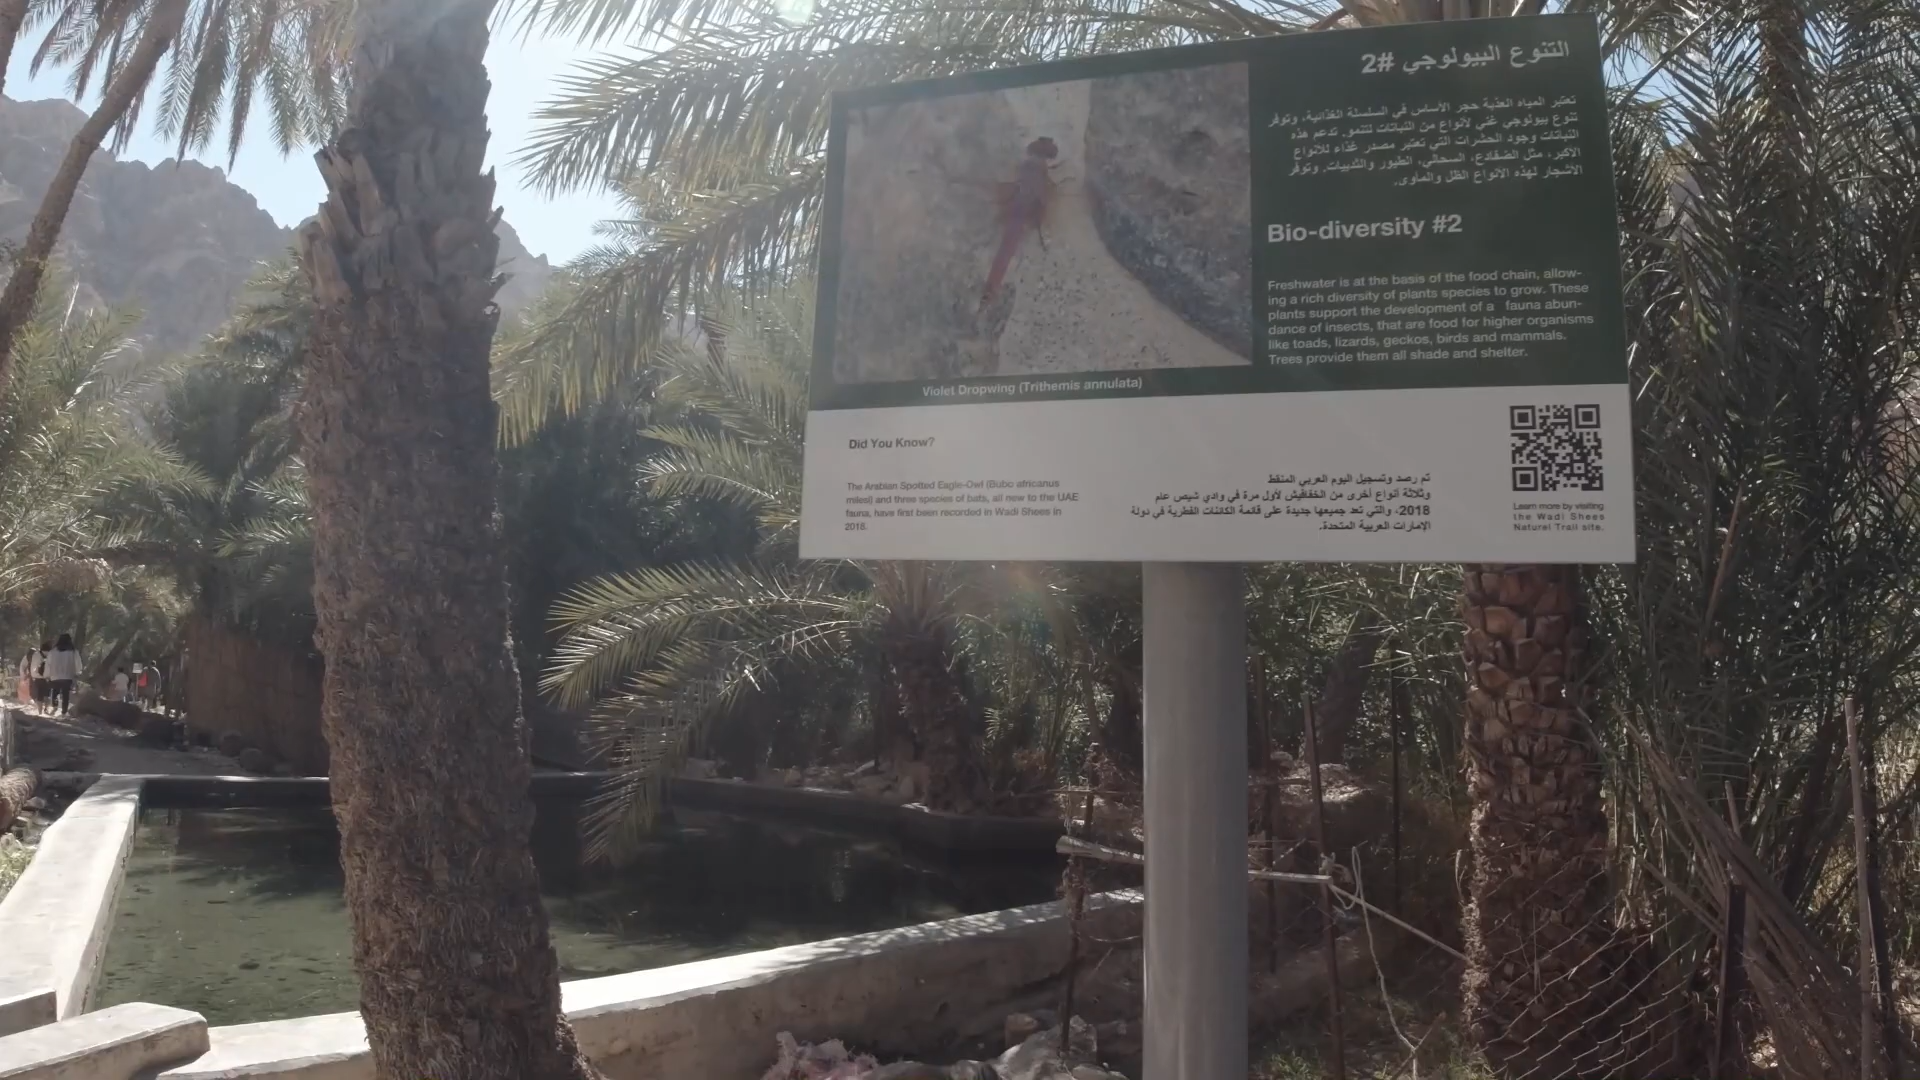 التنوع البيولوجي #2
تعتبر المياه العذبة حجر الأساس في السلسلة الغذائية، وتوفر
تنوع بيولوجي غني لأنواع من النباتات لتنمو. تدعم هذه
النباتات وجود الحشرات التي تعتبر مصدر غذاء للأنواع
الأكبر، مثل الضفادع، السحالي، الطيور والثدييات. وتوفر
الأشجار لهذه الأنواع الظل والمأوى.
Bio-diversity #2
Freshwater is at the basis of the food chain, allow-
ing a rich diversity of plants species to grow. These
plants support the development of a fauna abun-
dance of insects, that are food for higher organisms
like toads, lizards, geckos, birds and mammals.
Trees provide them all shade and shelter.
Violet Dropwing (Trithemis annulata)
Did You Know?
The Arabian Spotted Eagle-Owl (Bubo africanus
milesi) and three species of bats, all new to the UAE
fauna, have first been recorded in Wadi Shees in
2018.
تم رصد وتسجيل البوم العربي المنقط
وثلاثة أنواع أخرى من الخفافيش لأول مرة في وادي شيص عام
2018، والتي تعد جميعها جديدة على قائمة الكائنات الفطرية في دولة
الإمارات العربية المتحدة.
Learn more by visiting
the Wadi Shees
Natural Trail site.